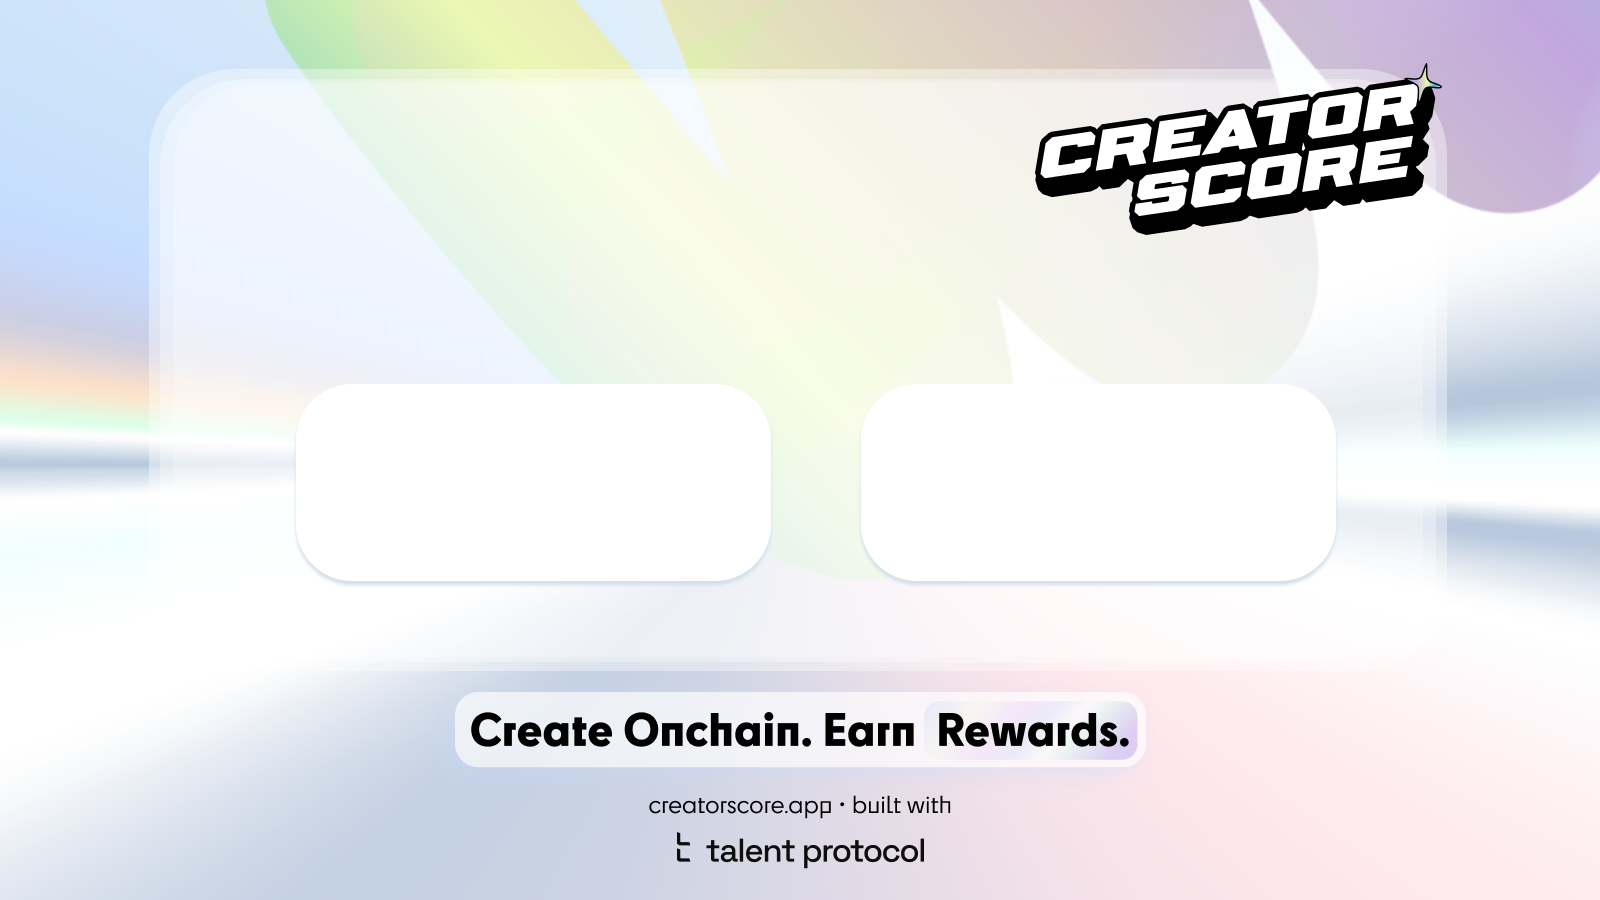 CREATOR
SCORE
Create Onchain. Earn Rewards.
creatorscore.app • built with
talent protocol